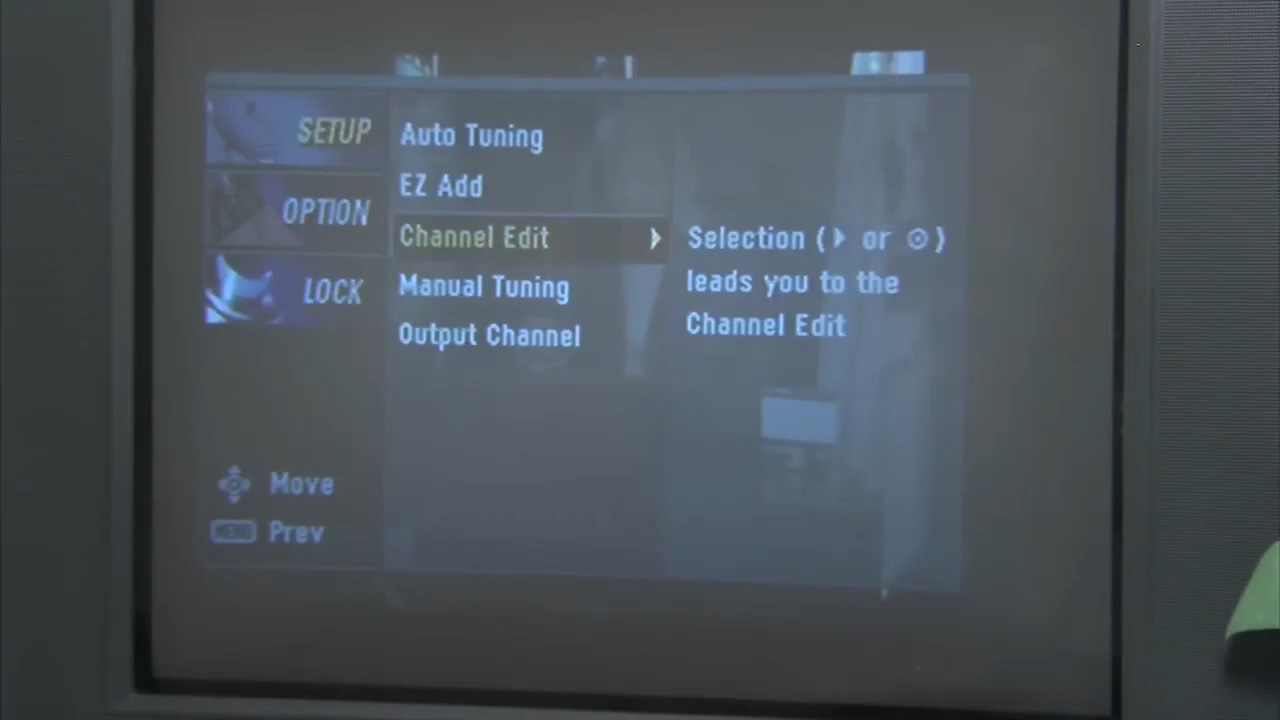 SETUP
OPTION
LOCK
Auto Tuning
EZ Add
Channel Edit
Manual Tuning
Output Channel
Selection (▶ or ⊙)
leads you to the
Channel Edit
Move
Prev